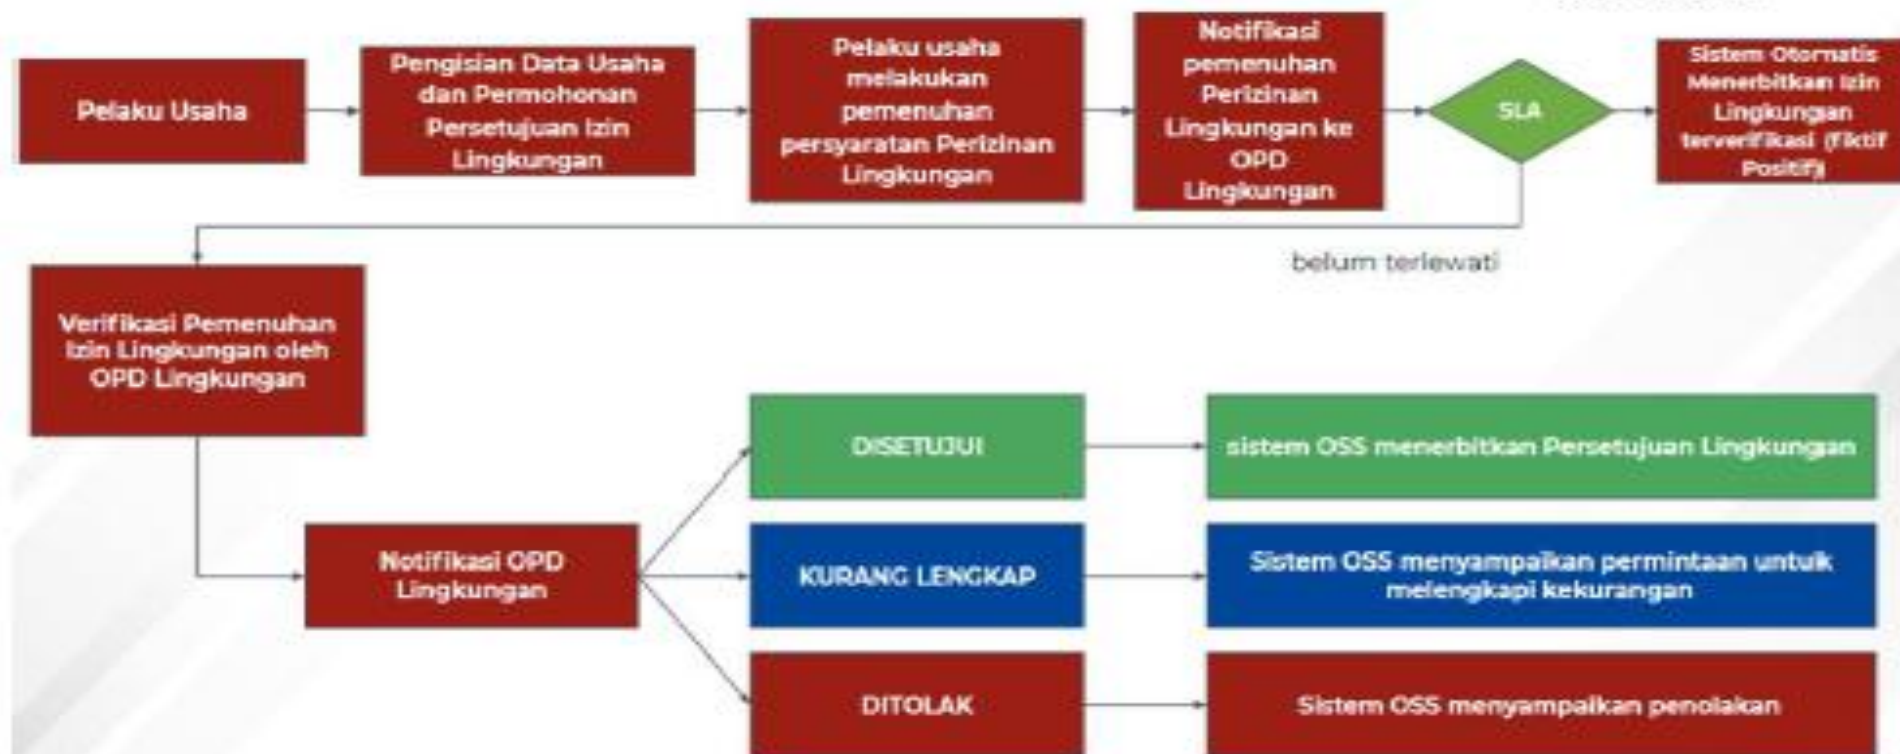 Pelaku Usaha
Pengisian Data Usaha
dan Permohonan
Persetujuan Izin
Lingkungan
Pelaku usaha
melakukan
pemenuhan
persyaratan Perizinan
Lingkungan
Notifikasi
pemenuhan
Perizinan
Lingkungan ke
OPD
Lingkungan
SLA
Sistem Otomatis
Menerbitkan Izin
Lingkungan
terverifikasi (fiktif
Positif)
belum terlewati
Verifikasi Pemenuhan
Izin Lingkungan oleh
OPD Lingkungan
Notifikasi OPD
Lingkungan
DISETUJUI
sistem OSS menerbitkan Persetujuan Lingkungan
KURANG LENGKAP
Sistem OSS menyampaikan permintaan untuk
melengkapi kekurangan
DITOLAK
Sistem OSS menyampaikan penolakan